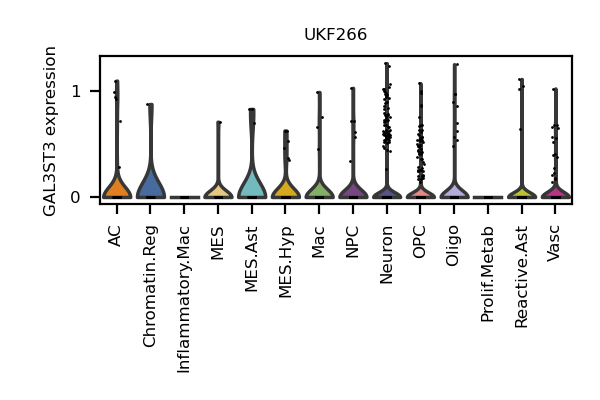 UKF266
GAL3ST3 expression
1
0
AC
Chromatin.Reg
Inflammatory.Mac
MES
MES.Ast
MES.Hyp
Mac
NPC
Neuron
OPC
Oligo
Prolif.Metab
Reactive.Ast
Vasc